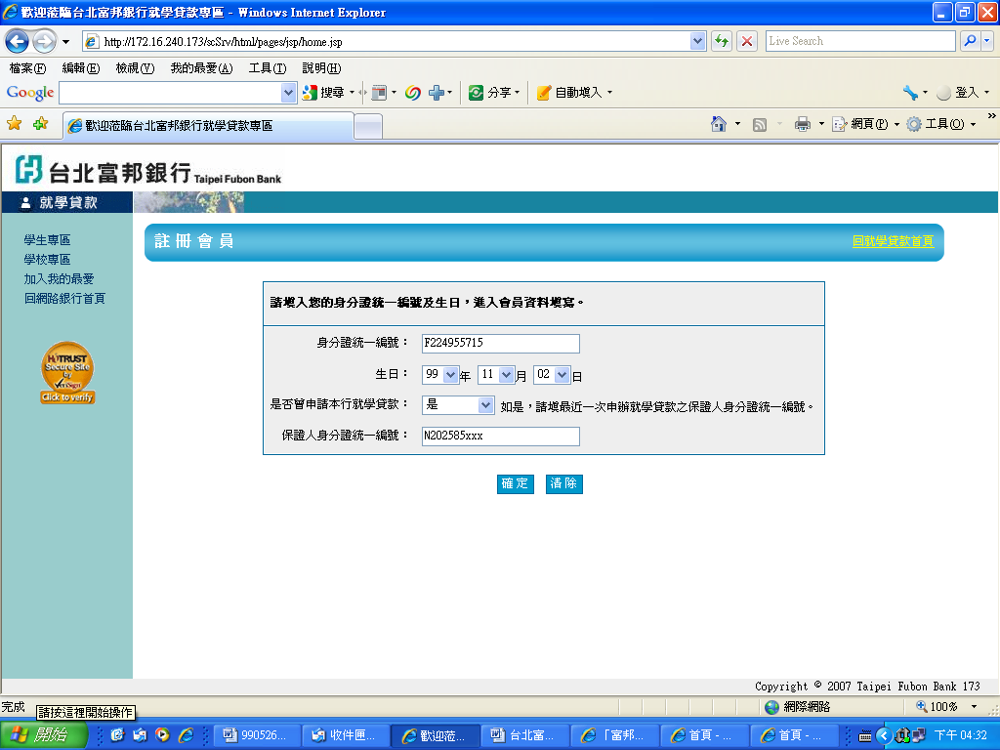 歡迎蒞臨台北富邦銀行就學貸款專區 - Windows Internet Explorer
http://172.16.240.173/scSrv/html/pages/jsp/home.jsp
Live Search
檔案(F) 編輯(E) 檢視(V) 我的最愛(A) 工具(T) 說明(H)
Google 搜尋 分享 自動填入 登入
歡迎蒞臨台北富邦銀行就學貸款專區 網頁(P) 工具(O) »
台北富邦銀行 Taipei Fubon Bank
就學貸款
學生專區
學校專區
加入我的最愛
回網路銀行首頁
HiTRUST
Secure Site
by
VeriSign
Click to verify
註冊會員 回就學貸款首頁
請填入您的身分證統一編號及生日,進入會員資料填寫。
身分證統一編號: F224955715
生日: 99 年 11 月 02 日
是否曾申請本行就學貸款: 是 如是,請填最近一次申辦就學貸款之保證人身分證統一編號。
保證人身分證統一編號: N202585xxx
確定 清除
Copyright © 2007 Taipei Fubon Bank 173
完成 網際網路 100%
請按這裡開始操作
開始 990526... 收件匣... 歡迎蒞... 台北富... 「富邦... 首頁 - ... 首頁 - ... 下午 04:32